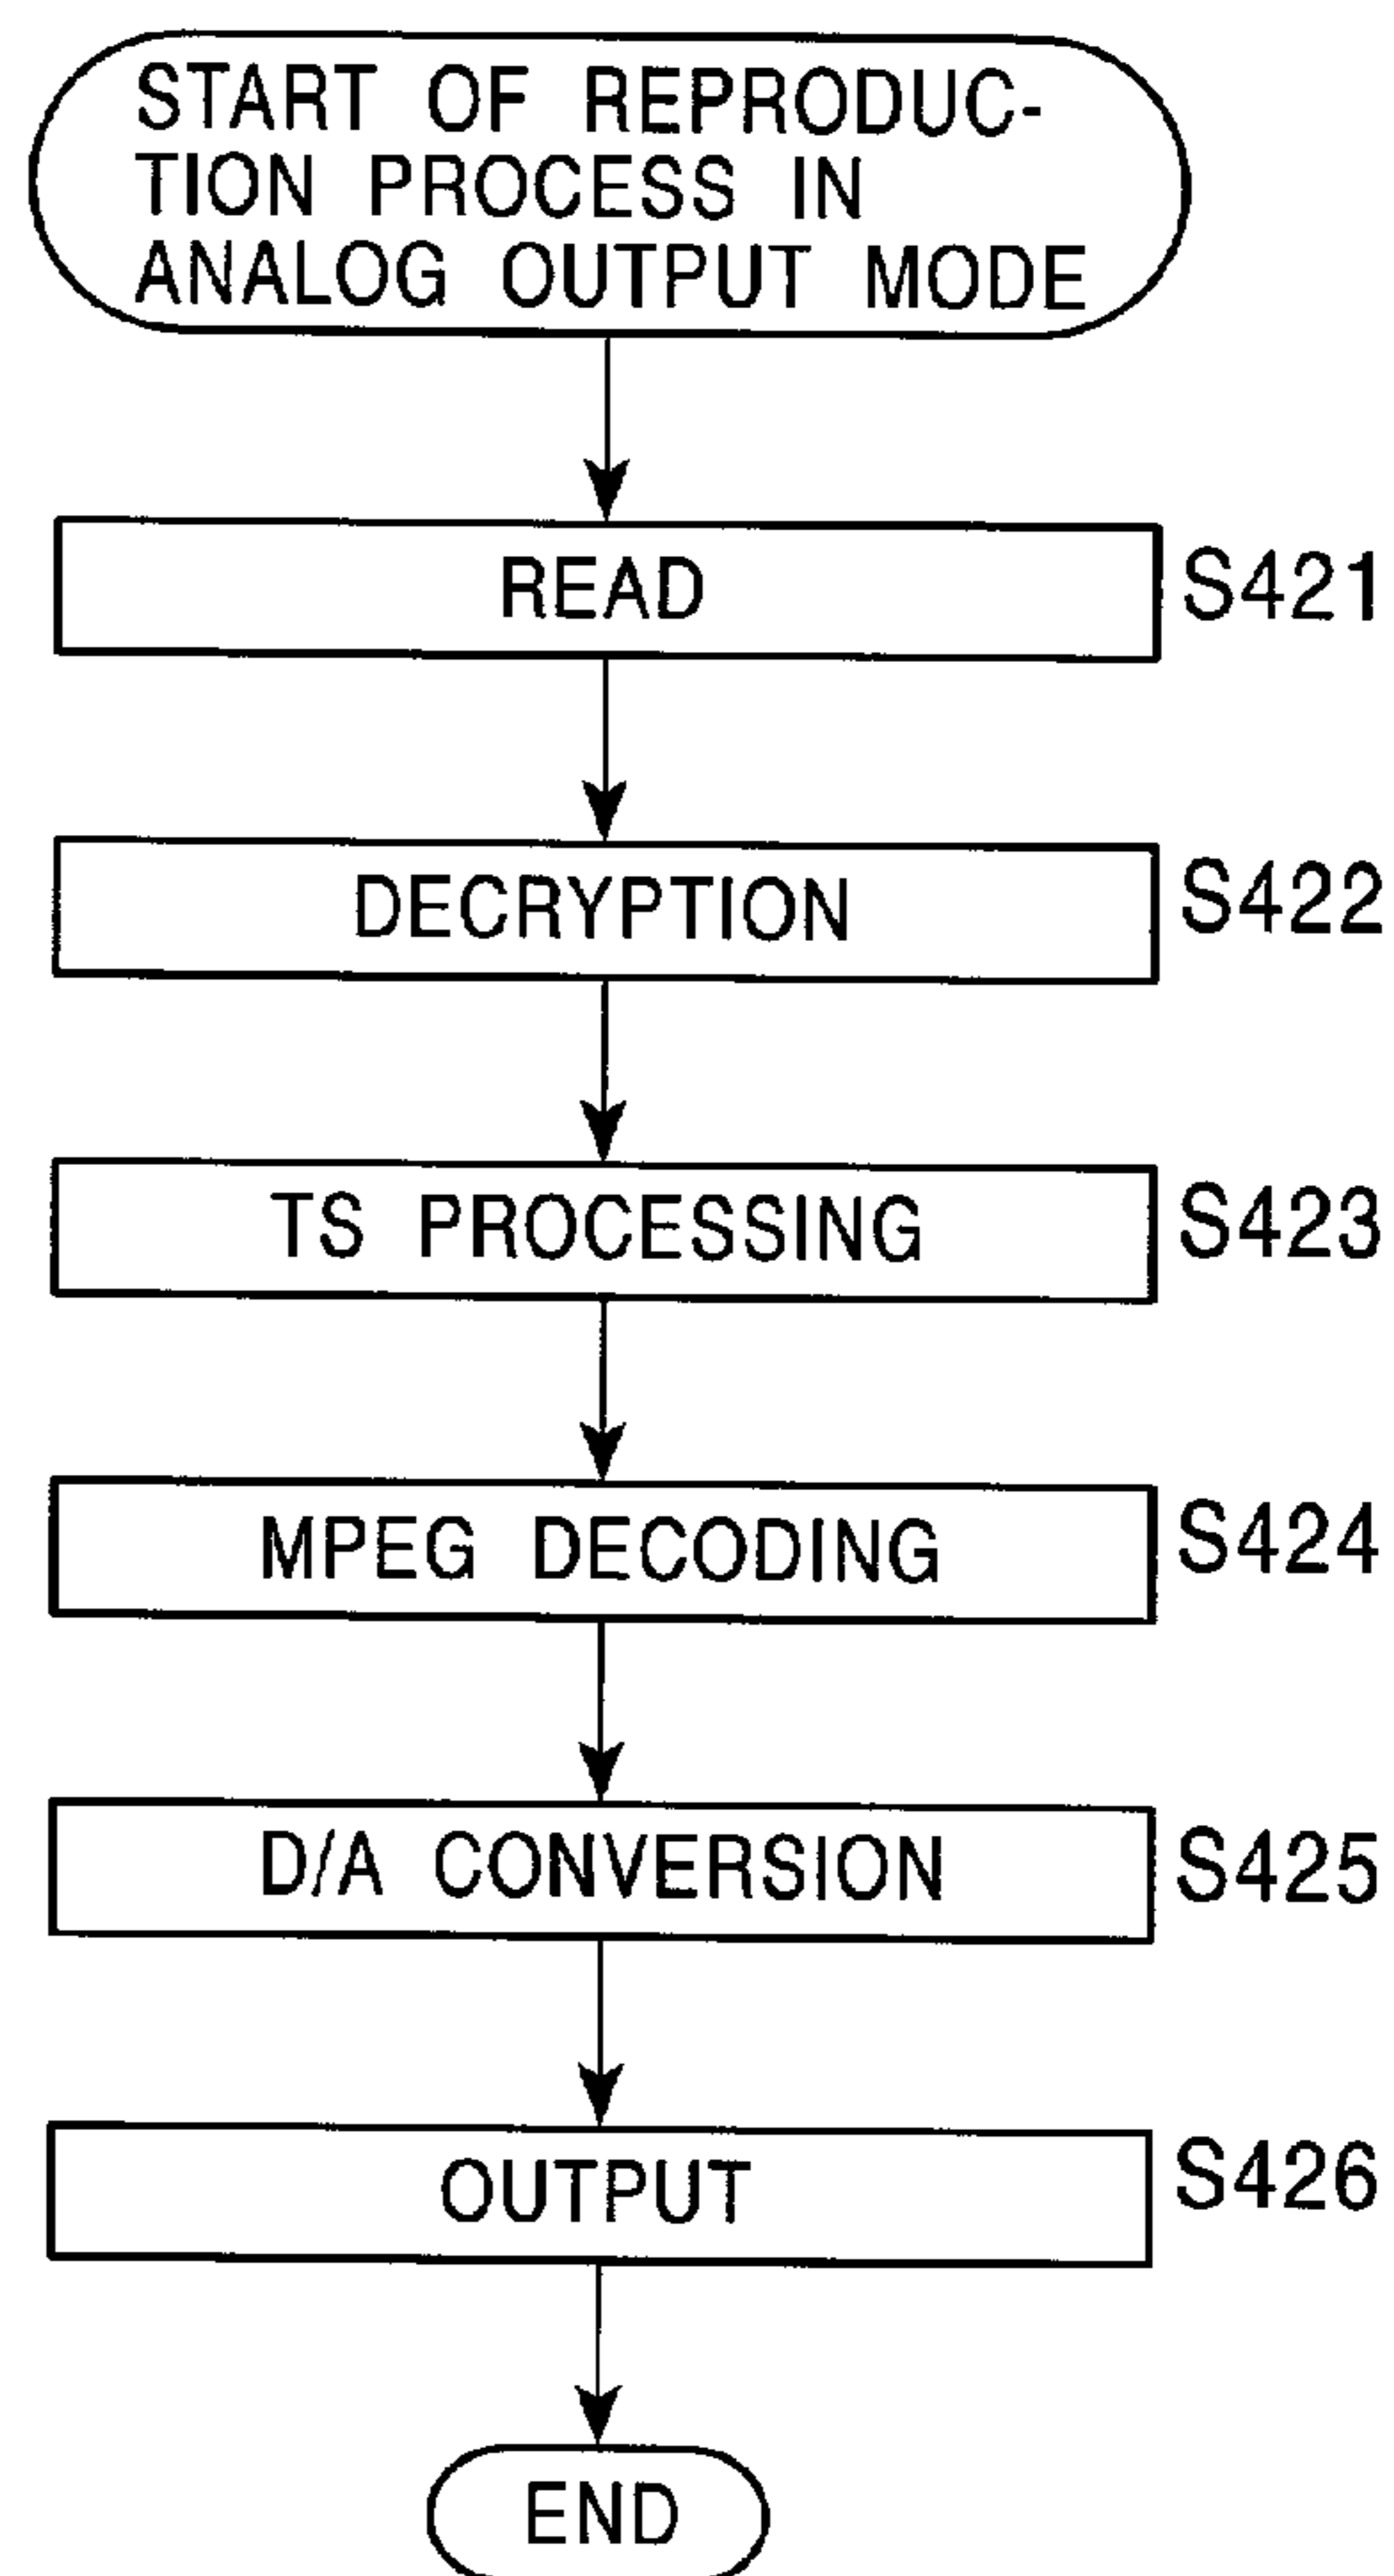 START OF REPRODUC-
TION PROCESS IN
ANALOG OUTPUT MODE
READ S421
DECRYPTION S422
TS PROCESSING S423
MPEG DECODING S424
D/A CONVERSION S425
OUTPUT S426
END